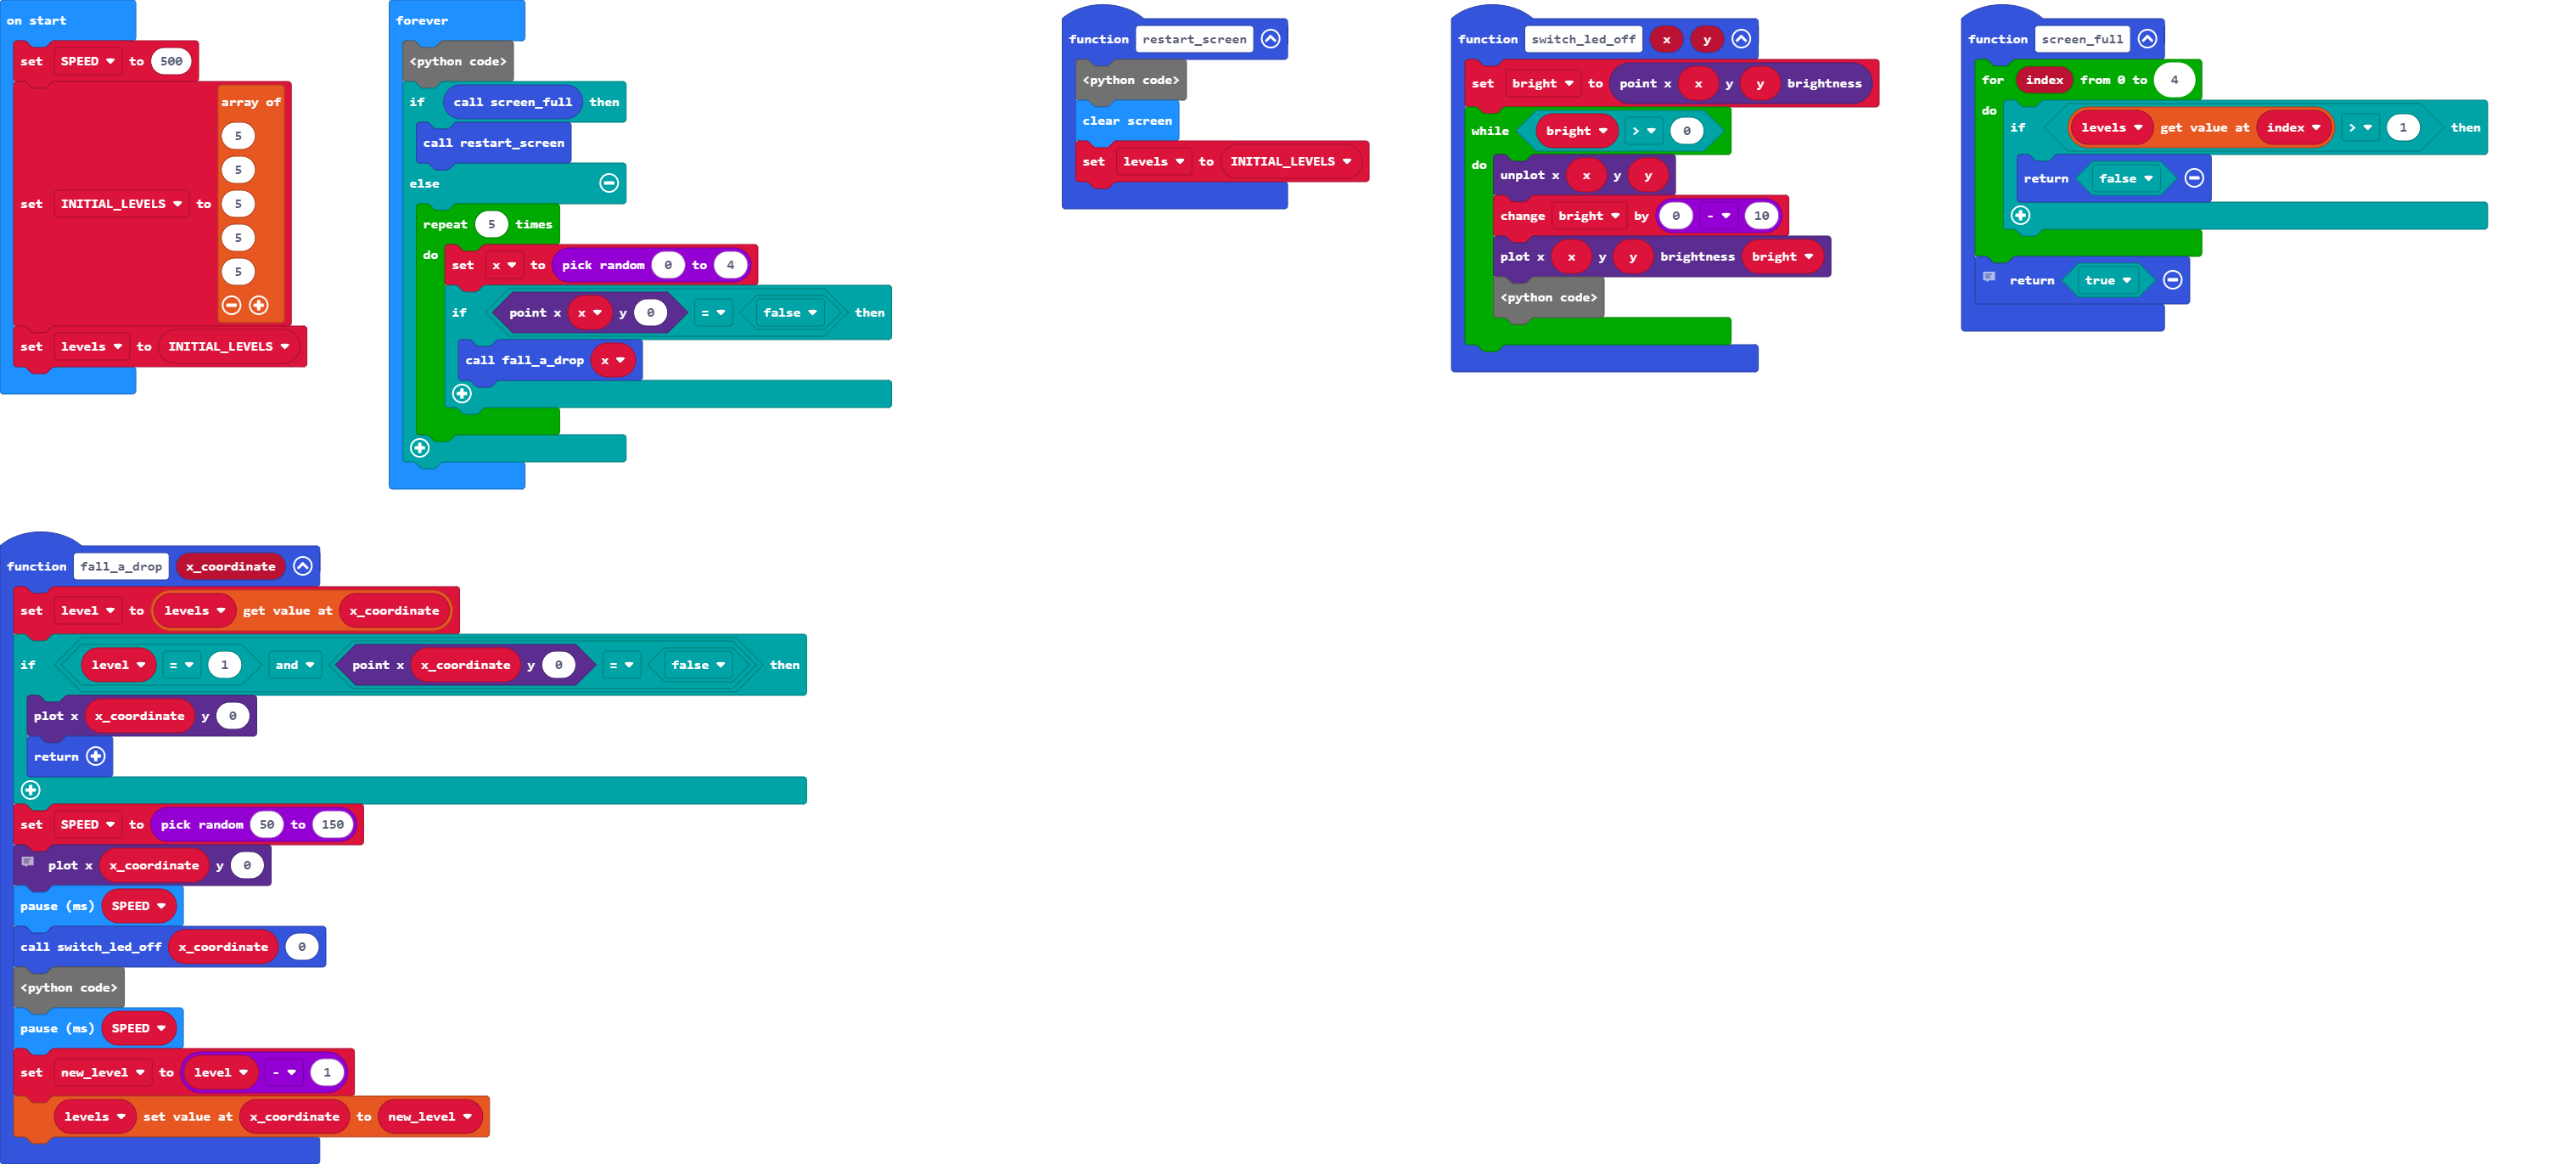 on start
set SPEED to 500
set INITIAL_LEVELS to array of
5
5
5
5
5
set levels to INITIAL_LEVELS
forever
<python code>
if call screen_full then
call restart_screen
else
repeat 5 times
do set x to pick random 0 to 4
if point x x y 0 = false then
call fall_a_drop x
function restart_screen
<python code>
clear screen
set levels to INITIAL_LEVELS
function switch_led_off x y
set bright to point x x y y brightness
while bright > 0
do
unplot x x y y
change bright by 0 - 10
plot x x y y brightness bright
<python code>
function screen_full
for index from 0 to 4
do
if levels get value at index > 1 then
return false
return true
function fall_a_drop x_coordinate
set level to levels get value at x_coordinate
if level = 1 and point x x_coordinate y 0 = false then
plot x x_coordinate y 0
return
set SPEED to pick random 50 to 150
plot x x_coordinate y 0
pause (ms) SPEED
call switch_led_off x_coordinate 0
<python code>
pause (ms) SPEED
set new_level to level - 1
levels set value at x_coordinate to new_level